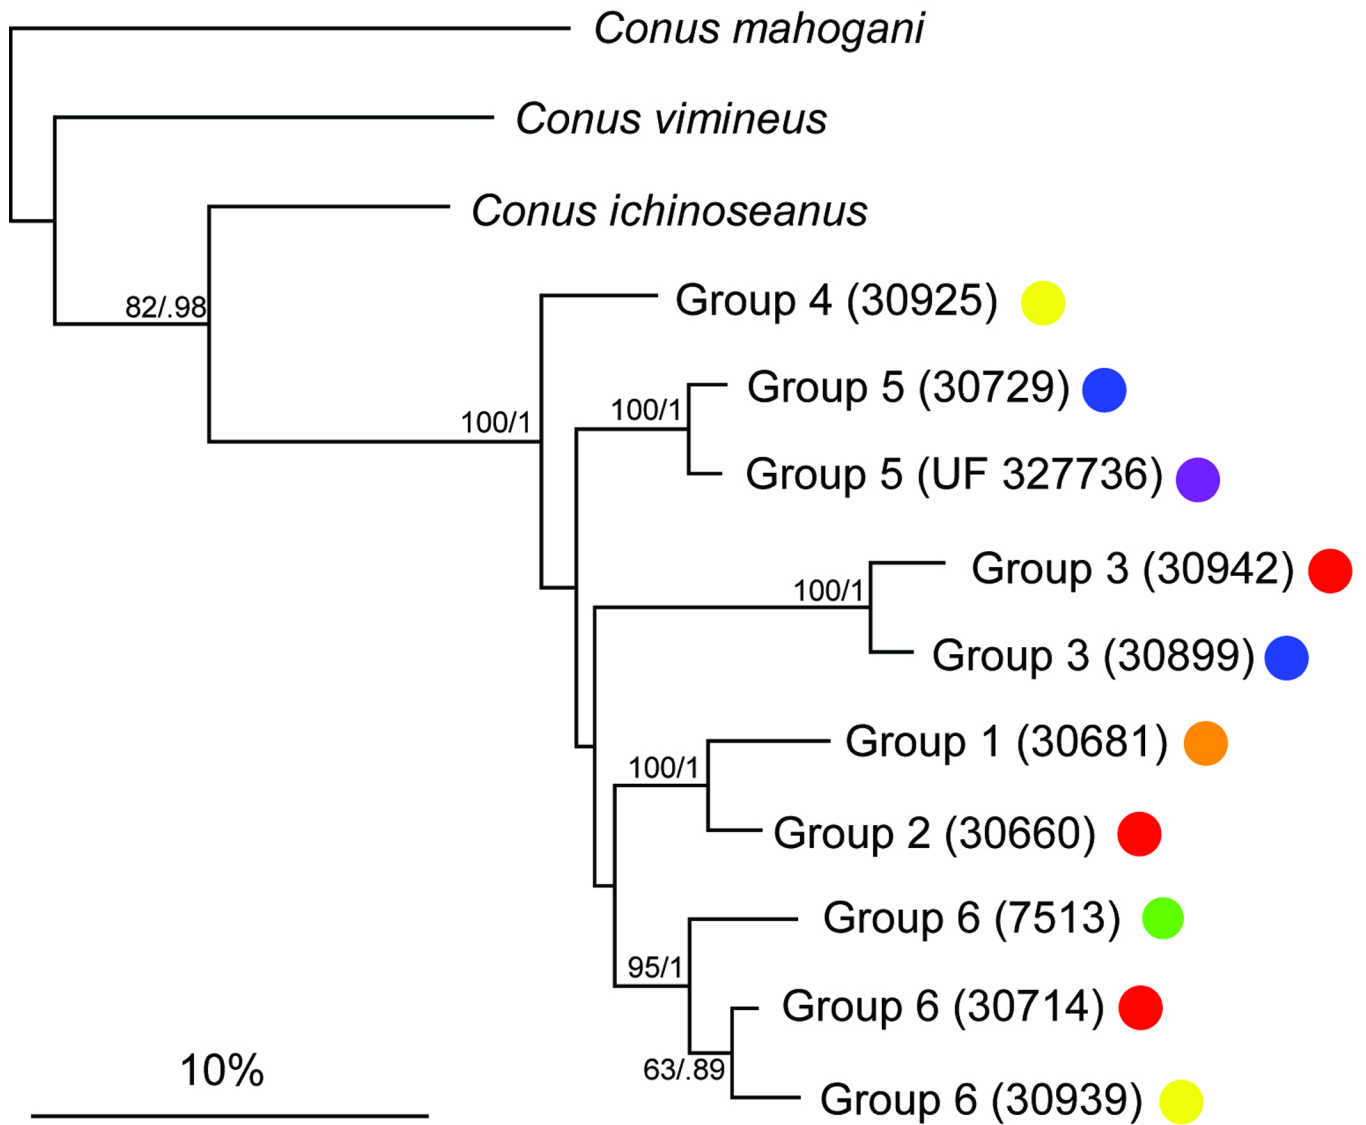 Conus mahogani
Conus vimineus
Conus ichinoseanus
82/.98
Group 4 (30925)
Group 5 (30729)
100/1
100/1
Group 5 (UF 327736)
Group 3 (30942)
100/1
Group 3 (30899)
Group 1 (30681)
100/1
Group 2 (30660)
Group 6 (7513)
95/1
Group 6 (30714)
63/.89
10%
Group 6 (30939)